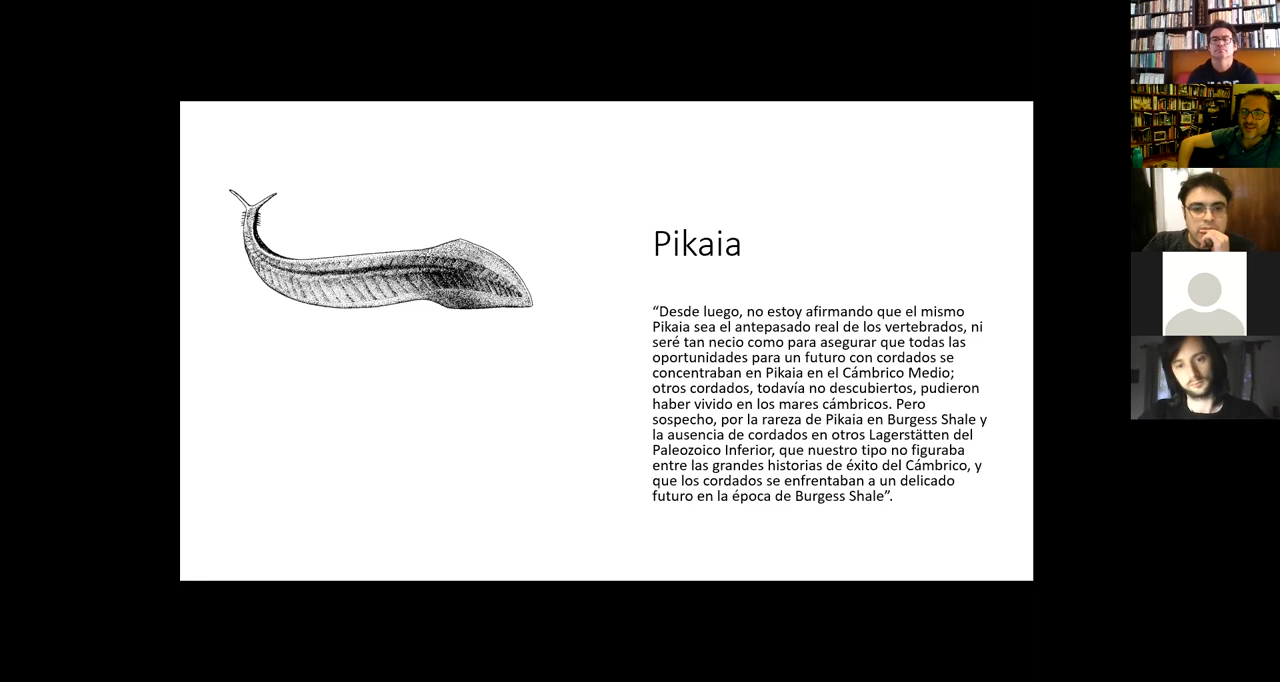 Pikaia
“Desde luego, no estoy afirmando que el mismo
Pikaia sea el antepasado real de los vertebrados, ni
seré tan necio como para asegurar que todas las
oportunidades para un futuro con cordados se
concentraban en Pikaia en el Cámbrico Medio;
otros cordados, todavía no descubiertos, pudieron
haber vivido en los mares cámbricos. Pero
sospecho, por la rareza de Pikaia en Burgess Shale y
la ausencia de cordados en otros Lagerstätten del
Paleozoico Inferior, que nuestro tipo no figuraba
entre las grandes historias de éxito del Cámbrico, y
que los cordados se enfrentaban a un delicado
futuro en la época de Burgess Shale”.